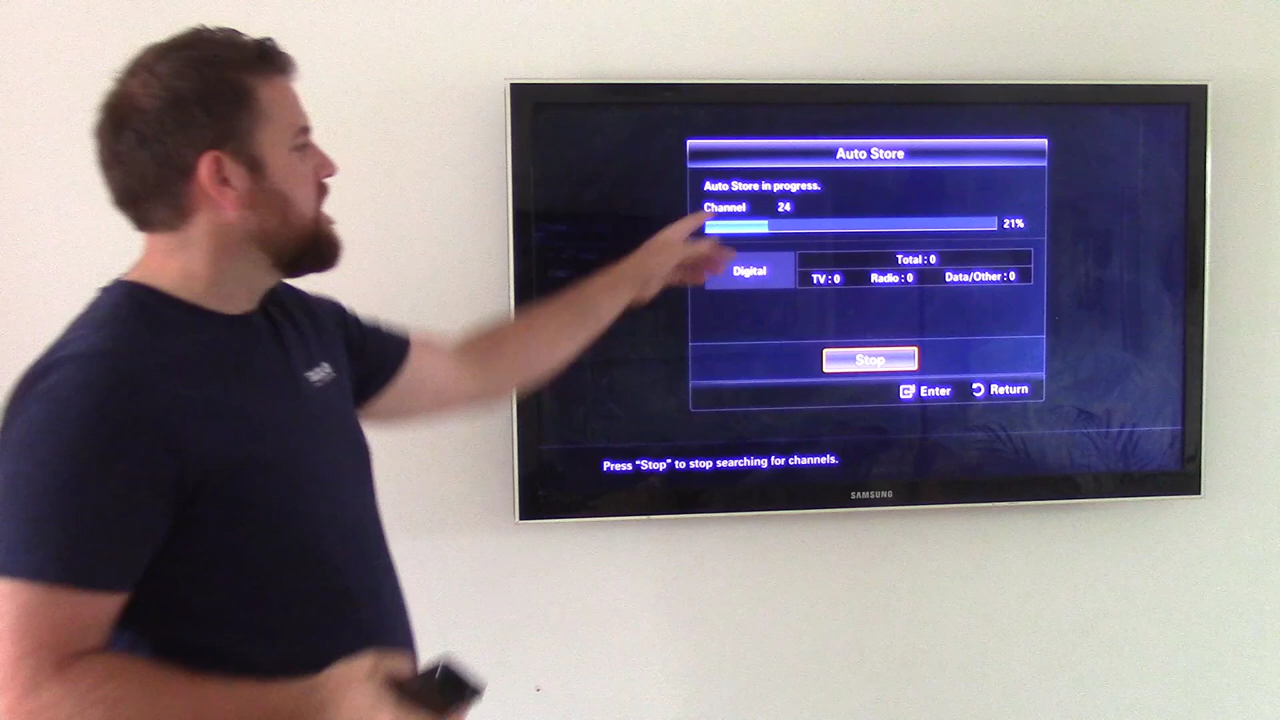 Auto Store
Auto Store in progress.
Channel 24
21%
Digital
Total : 0
TV : 0 Radio : 0 Data/Other : 0
Stop
Enter Return
Press "Stop" to stop searching for channels.
SAMSUNG